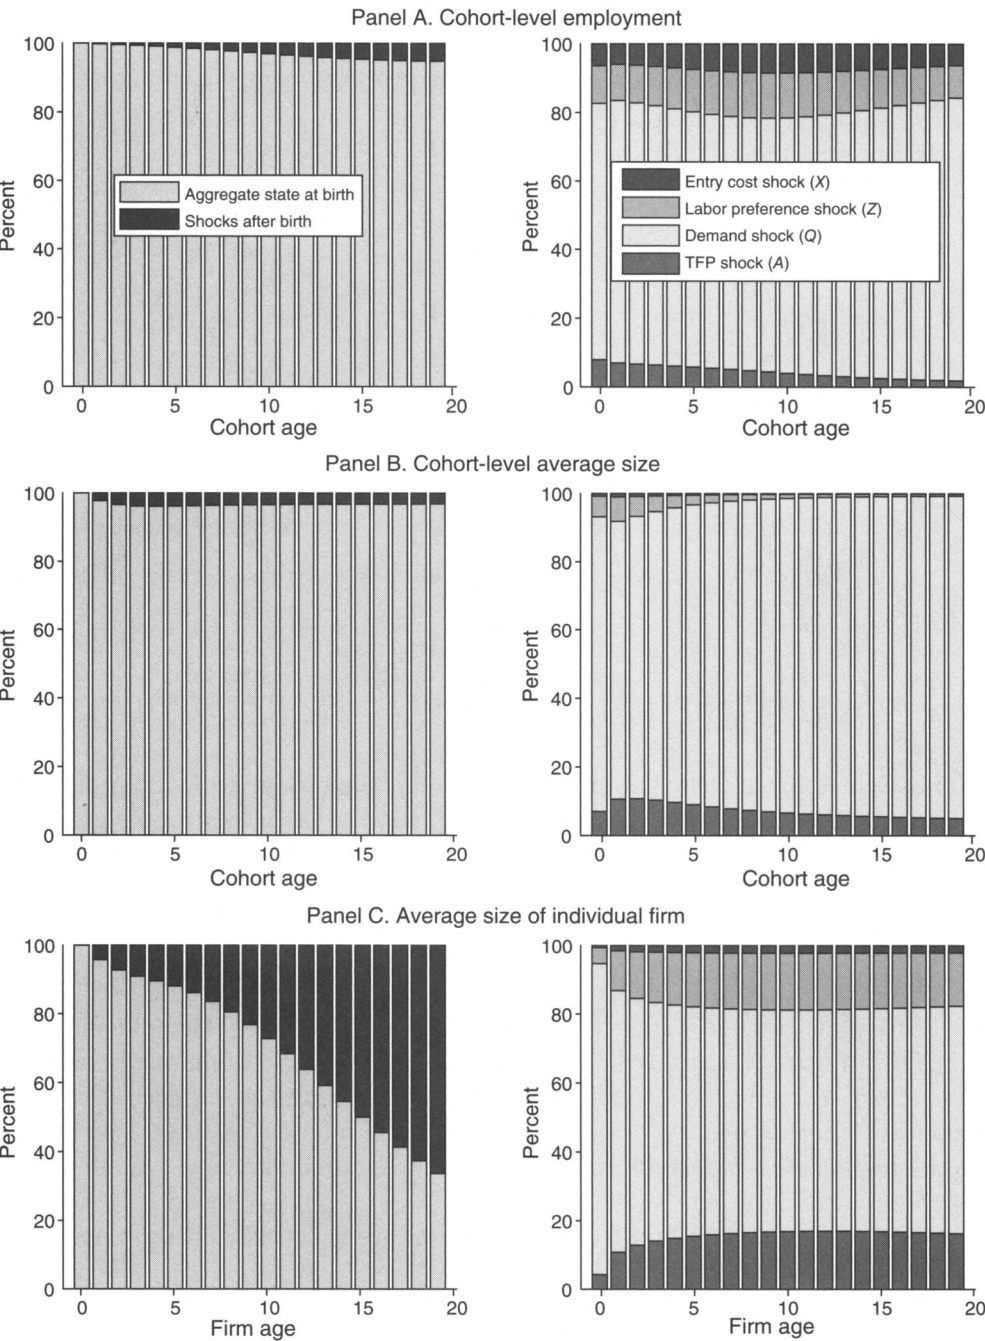 Panel A. Cohort-level employment
100
80
60
40
20
0
Percent
Aggregate state at birth
Shocks after birth
0 5 10 15 20
Cohort age
100
80
60
40
20
0
Percent
Entry cost shock (X)
Labor preference shock (Z)
Demand shock (Q)
TFP shock (A)
0 5 10 15 20
Cohort age
Panel B. Cohort-level average size
100
80
60
40
20
0
Percent
0 5 10 15 20
Cohort age
100
80
60
40
20
0
Percent
0 5 10 15 20
Cohort age
Panel C. Average size of individual firm
100
80
60
40
20
0
Percent
0 5 10 15 20
Firm age
100
80
60
40
20
0
Percent
0 5 10 15 20
Firm age